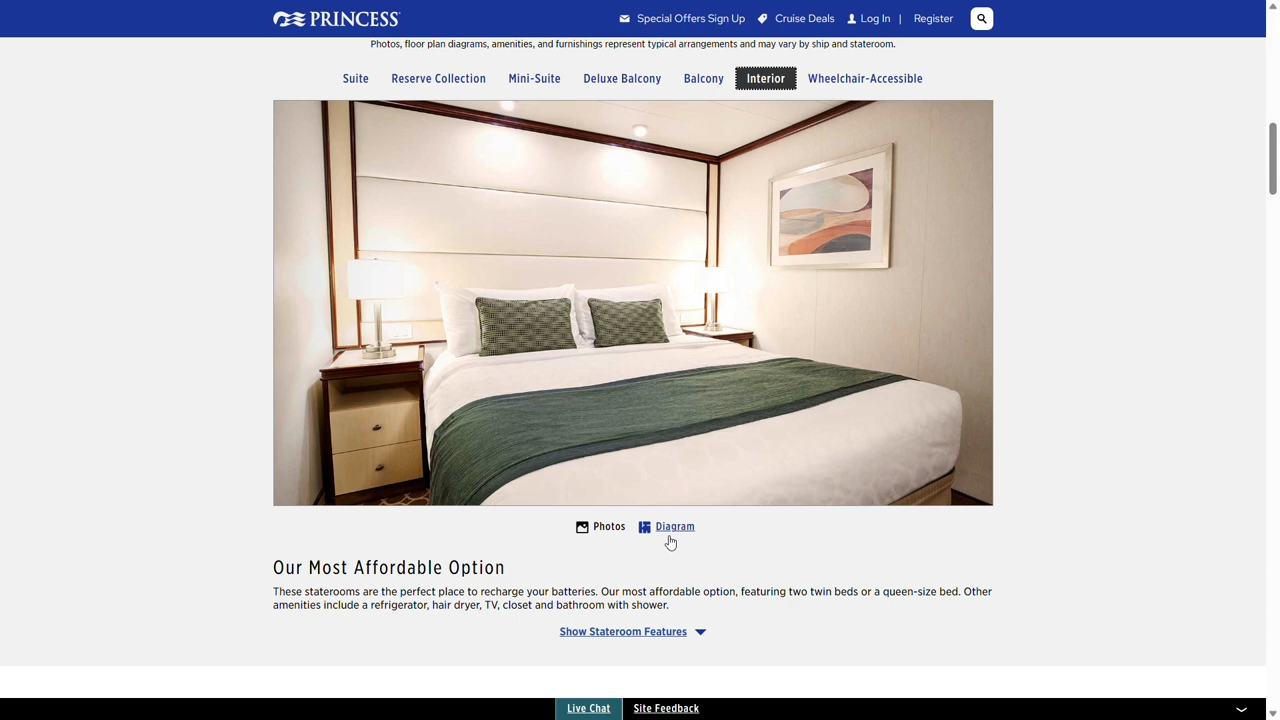 PRINCESS
Special Offers Sign Up Cruise Deals Log In | Register
Photos, floor plan diagrams, amenities, and furnishings represent typical arrangements and may vary by ship and stateroom.
Suite Reserve Collection Mini-Suite Deluxe Balcony Balcony Interior Wheelchair-Accessible
Photos Diagram
Our Most Affordable Option
These staterooms are the perfect place to recharge your batteries. Our most affordable option, featuring two twin beds or a queen-size bed. Other
amenities include a refrigerator, hair dryer, TV, closet and bathroom with shower.
Show Stateroom Features
Live Chat Site Feedback